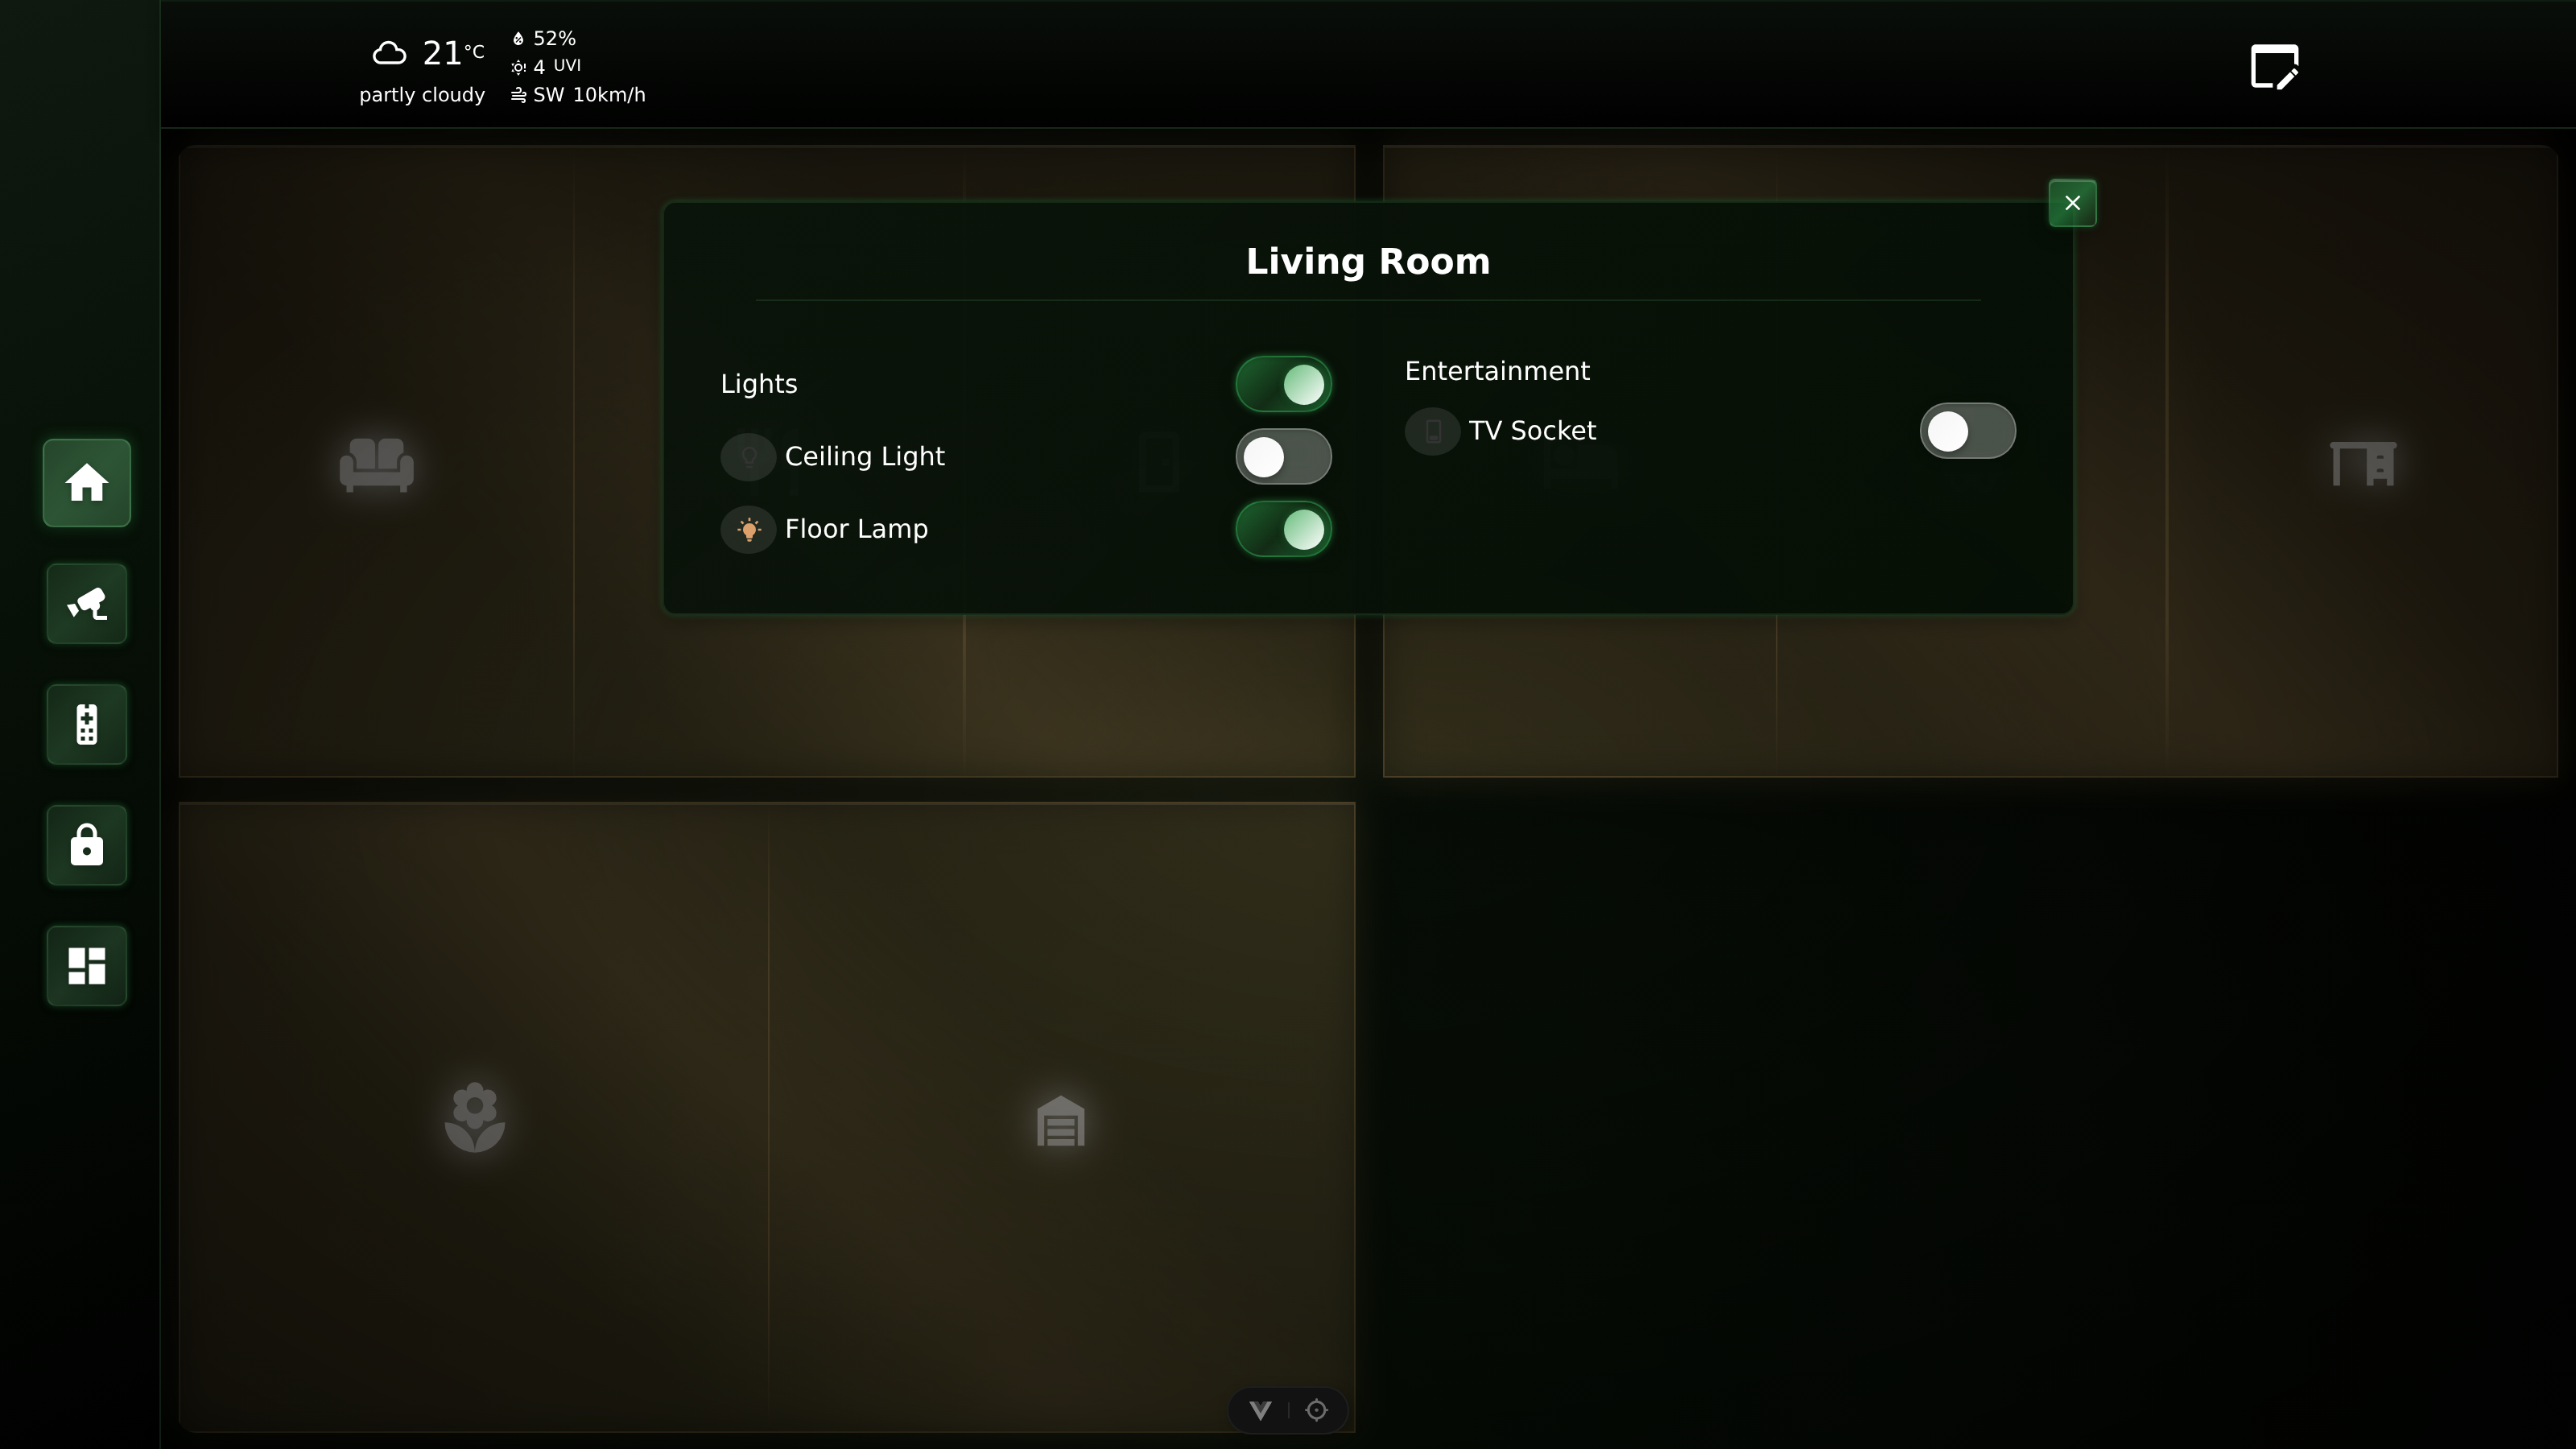 21°C
partly cloudy
52%
4 UVI
SW 10km/h
Living Room
Lights
Ceiling Light
Floor Lamp
Entertainment
TV Socket